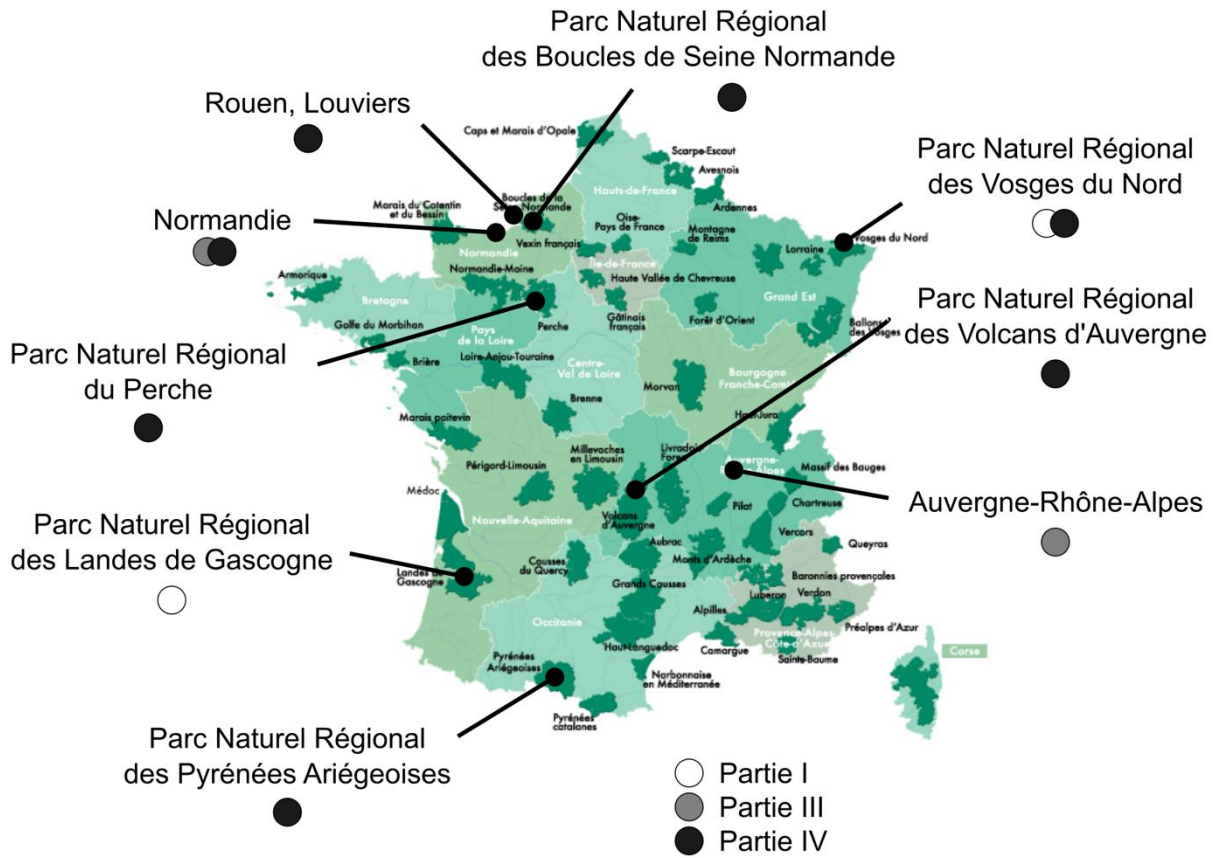 Parc Naturel Régional
des Boucles de Seine Normande
Rouen, Louviers
Caps et Marais d'Opale
Scarpe-Escaut
Avesnois
Parc Naturel Régional
des Vosges du Nord
Hauts-de-France
Ardennes
Normandie
Marais du Cotentin
et du Bessin
Boucles de la
Seine Normande
Oise-
Pays de France
Montagne
de Reims
Vosges du Nord
Lorraine
Vexin français
Normandie
Île-de-France
Armorique
Normandie-Maine
Haute Vallée de Chevreuse
Grand Est
Parc Naturel Régional
des Volcans d'Auvergne
Bretagne
Golfe du Morbihan
Perche
Gâtinais
français
Forêt d'Orient
Ballons
des Vosges
Pays
de la Loire
Parc Naturel Régional
du Perche
Brière
Loire-Anjou-Touraine
Centre-
Val de Loire
Morvan
Bourgogne
Franche-Comté
Brenne
Haut-Jura
Marais poitevin
Millevaches
en Limousin
Livradois-
Forez
Auvergne-
Rhône-Alpes
Massif des Bauges
Périgord-Limousin
Médoc
Pilat
Chartreuse
Auvergne-Rhône-Alpes
Parc Naturel Régional
des Landes de Gascogne
Nouvelle-Aquitaine
Volcans
d'Auvergne
Aubrac
Vercors
Queyras
Monts d'Ardèche
Causses
du Quercy
Landes de
Gascogne
Grands Causses
Baronnies provençales
Luberon
Verdon
Alpilles
Préalpes d'Azur
Occitanie
Provence-Alpes-
Côte-d'Azur
Haut-Languedoc
Camargue
Sainte-Baume
Corse
Pyrénées
Ariégeoises
Narbonnaise
en Méditerranée
Pyrénées
catalanes
Parc Naturel Régional
des Pyrénées Ariégeoises
Partie I
Partie III
Partie IV